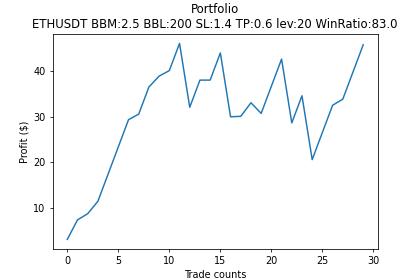 Portfolio
ETHUSDT BBM:2.5 BBL:200 SL:1.4 TP:0.6 lev:20 WinRatio:83.0
Profit ($)
40
30
20
10
0 5 10 15 20 25 30
Trade counts